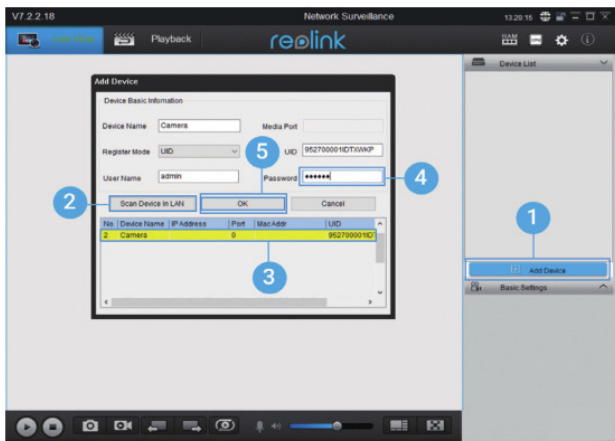 V7.2.2.18
Network Surveillance
13:20:15
Live View
Playback
reolink
RAM
CPU
Device List
Add Device
Device Basic Infomation
Device Name
Camera
Media Port
Register Mode
UID
UID
952700001IDTXWKP
User Name
admin
Password
••••••
5
4
2
Scan Device In LAN
OK
Cancel
No. Device Name IP Address Port Mac Addr UID
2 Camera 0 952700001ID
3
1
Add Device
Basic Settings